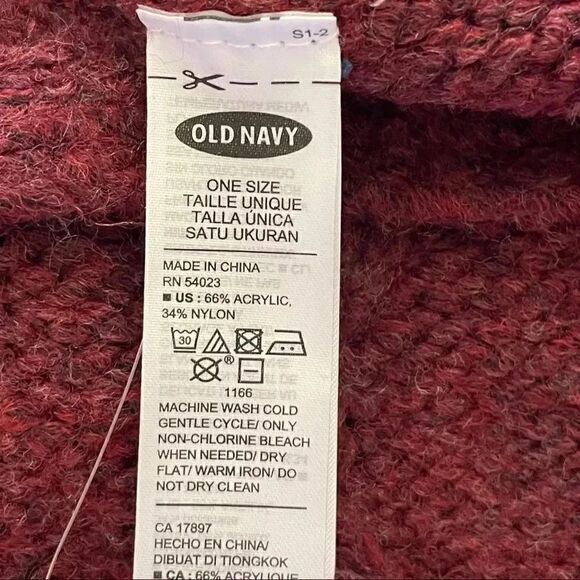 S1-2
OLD NAVY
ONE SIZE
TAILLE UNIQUE
TALLA ÚNICA
SATU UKURAN
MADE IN CHINA
RN 54023
■ US : 66% ACRYLIC,
34% NYLON
30
®
1166
MACHINE WASH COLD
GENTLE CYCLE/ ONLY
NON-CHLORINE BLEACH
WHEN NEEDED/ DRY
FLAT/ WARM IRON/ DO
NOT DRY CLEAN
CA 17897
HECHO EN CHINA/
DIBUAT DI TIONGKOK
■ CA : 66% ACRYLIQUE